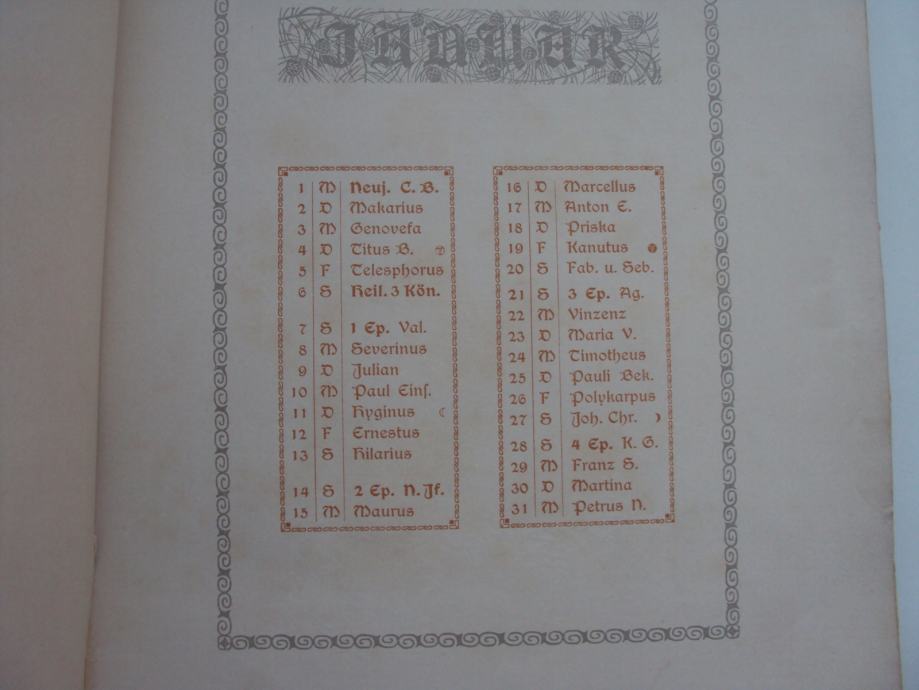 JANUAR
1 M Neuj. C. B.
2 D Makarius
3 M Genovefa
4 D Titus B.
5 F Telesphorus
6 S Heil. 3 Kön.
7 S 1 Ep. Val.
8 M Severinus
9 D Julian
10 M Paul Eins.
11 D Hyginus
12 F Ernestus
13 S Hilarius
14 S 2 Ep. N. Jf.
15 M Maurus
16 D Marcellus
17 M Anton E.
18 D Priska
19 F Kanutus
20 S Fab. u. Seb.
21 S 3 Ep. Ag.
22 M Vinzenz
23 D Maria V.
24 M Timotheus
25 D Pauli Bek.
26 F Polykarpus
27 S Joh. Chr.
28 S 4 Ep. K. G.
29 M Franz S.
30 D Martina
31 M Petrus N.